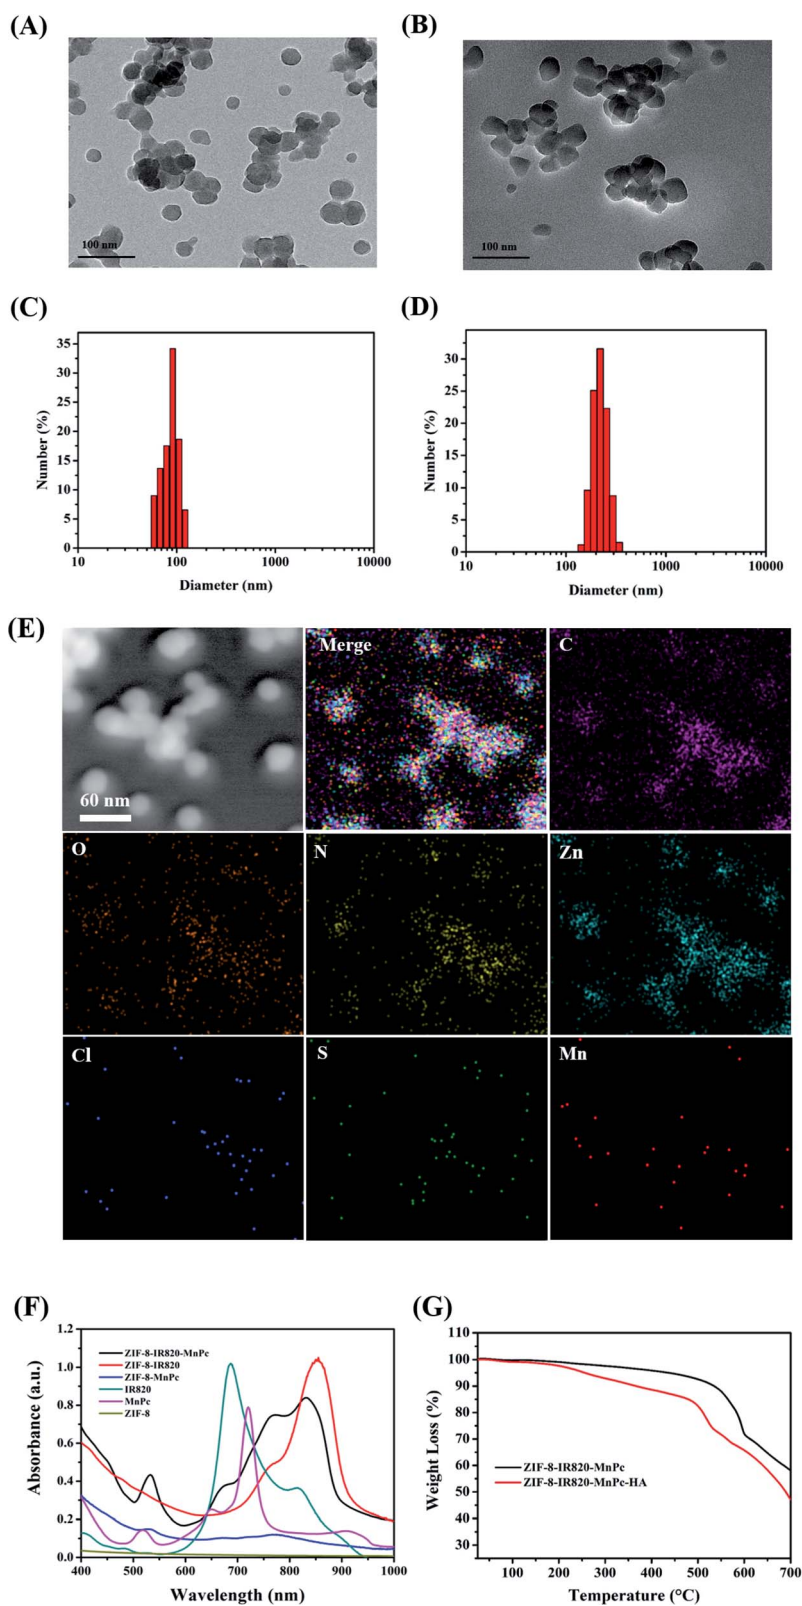 (A)
(B)
100 nm
100 nm
(C)
(D)
35
30
25
20
15
10
5
0
Number (%)
10
100
1000
10000
Diameter (nm)
30
25
20
15
10
5
0
Number (%)
10
100
1000
10000
Diameter (nm)
(E)
60 nm
Merge
C
O
N
Zn
Cl
S
Mn
(F)
(G)
1.2
1.0
0.8
0.6
0.4
0.2
0.0
Absorbance (a.u.)
ZIF-8-IR820-MnPc
ZIF-8-IR820
ZIF-8-MnPc
IR820
MnPc
ZIF-8
400
500
600
700
800
900
1000
Wavelength (nm)
110
100
90
80
70
60
50
40
30
Weight Loss (%)
ZIF-8-IR820-MnPc
ZIF-8-IR820-MnPc-HA
100
200
300
400
500
600
700
Temperature (°C)